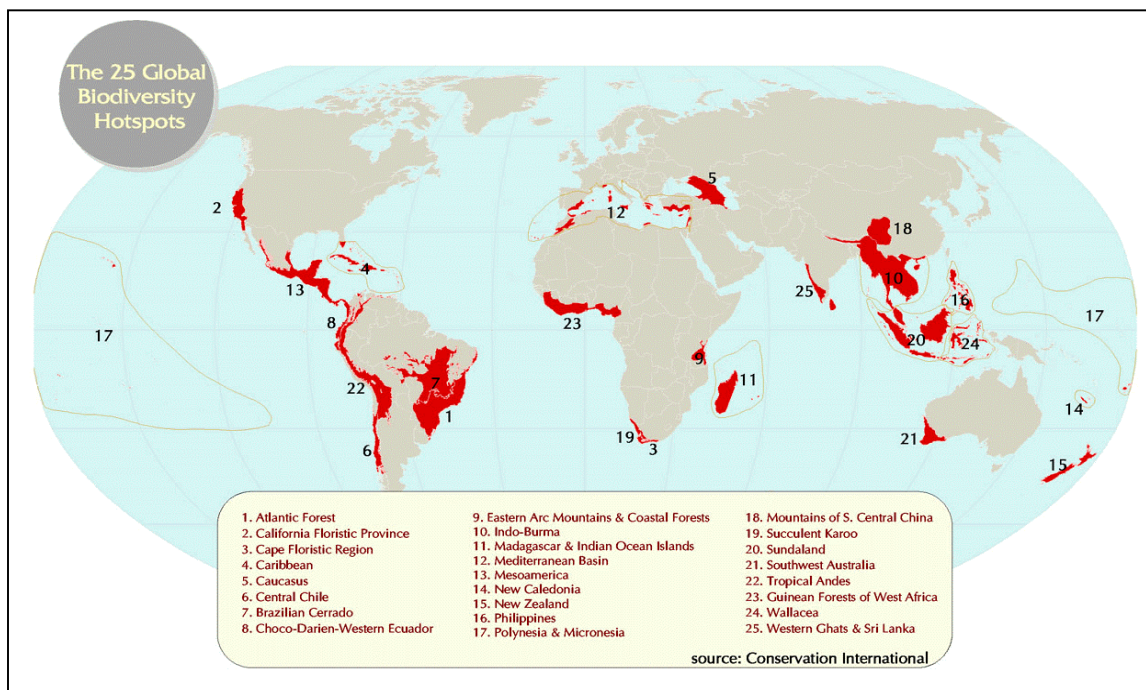 The 25 Global
Biodiversity
Hotspots
5
2
12
18
4
25
10
13
16
17
17
8
23
20
24
9
7
22
11
1
14
19
3
21
6
15
1. Atlantic Forest
2. California Floristic Province
3. Cape Floristic Region
4. Caribbean
5. Caucasus
6. Central Chile
7. Brazilian Cerrado
8. Choco-Darien-Western Ecuador
9. Eastern Arc Mountains & Coastal Forests
10. Indo-Burma
11. Madagascar & Indian Ocean Islands
12. Mediterranean Basin
13. Mesoamerica
14. New Caledonia
15. New Zealand
16. Philippines
17. Polynesia & Micronesia
18. Mountains of S. Central China
19. Succulent Karoo
20. Sundaland
21. Southwest Australia
22. Tropical Andes
23. Guinean Forests of West Africa
24. Wallacea
25. Western Ghats & Sri Lanka
source: Conservation International